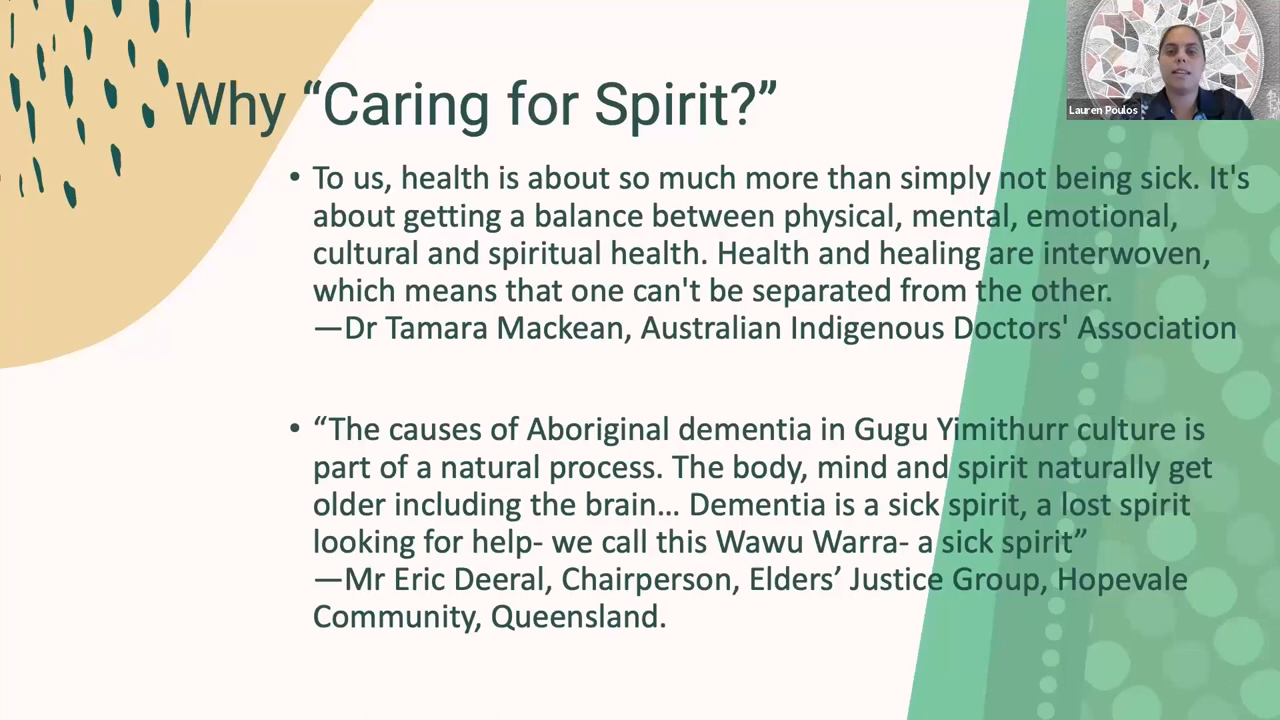 Why “Caring for Spirit?”
Lauren Poulos
• To us, health is about so much more than simply not being sick. It's
about getting a balance between physical, mental, emotional,
cultural and spiritual health. Health and healing are interwoven,
which means that one can't be separated from the other.
—Dr Tamara Mackean, Australian Indigenous Doctors' Association
• “The causes of Aboriginal dementia in Gugu Yimithurr culture is
part of a natural process. The body, mind and spirit naturally get
older including the brain… Dementia is a sick spirit, a lost spirit
looking for help- we call this Wawu Warra- a sick spirit”
—Mr Eric Deeral, Chairperson, Elders’ Justice Group, Hopevale
Community, Queensland.